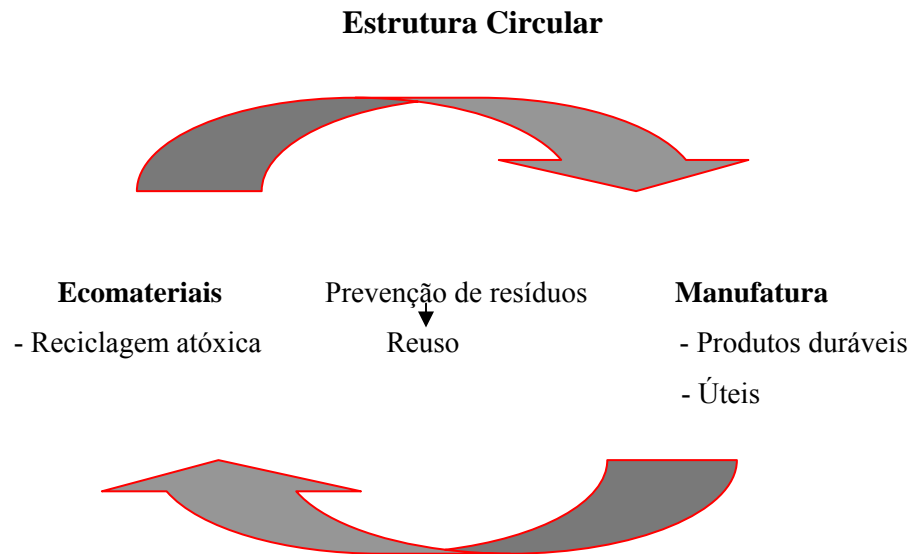 Estrutura Circular
Ecomateriais Prevenção de resíduos Manufatura
- Reciclagem atóxica Reuso - Produtos duráveis
- Úteis